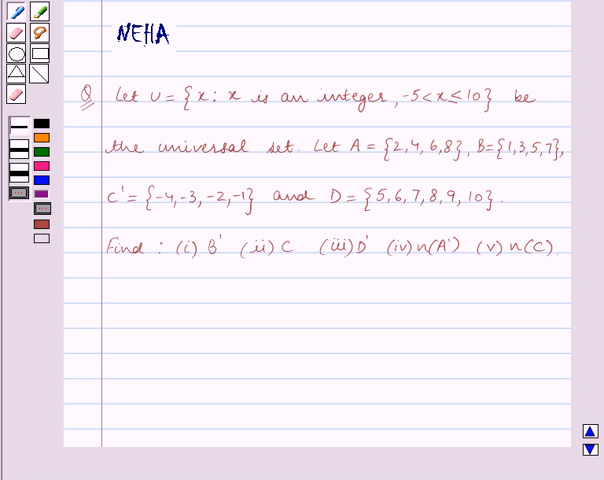 NEHA
Q Let U = {x : x is an integer, -5 < x ≤ 10} be
the universal set. Let A = {2, 4, 6, 8}, B = {1, 3, 5, 7},
C' = {-4, -3, -2, -1} and D = {5, 6, 7, 8, 9, 10}.
Find : (i) B' (ii) C (iii) D' (iv) n(A') (v) n(C).